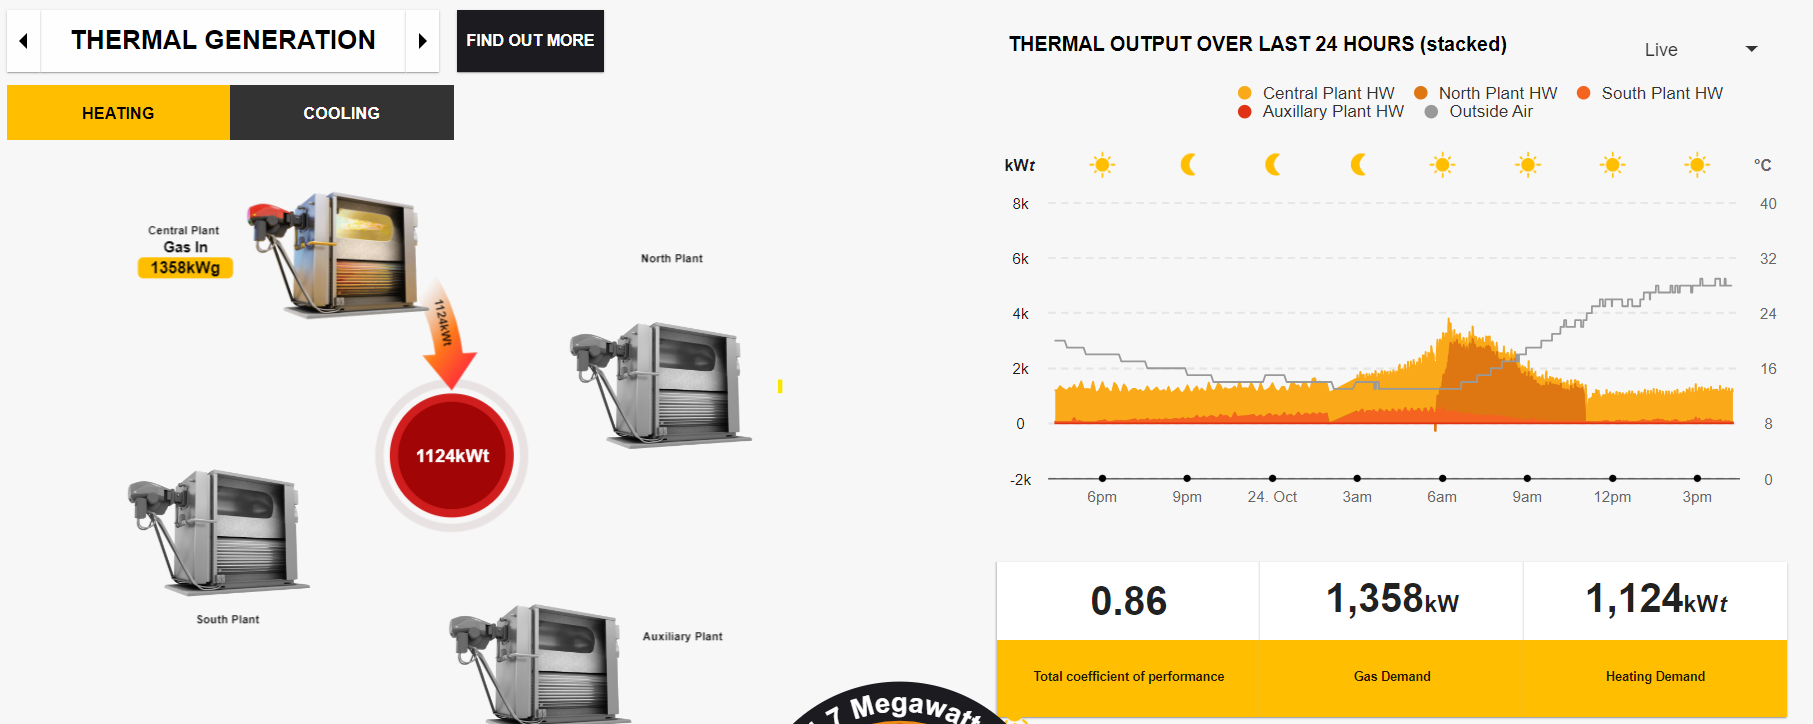 THERMAL GENERATION
FIND OUT MORE
HEATING
COOLING
Central Plant
Gas In
1358kWg
1124kWt
1124kWt
North Plant
South Plant
Auxiliary Plant
7 Megawatt
THERMAL OUTPUT OVER LAST 24 HOURS (stacked)
Live
Central Plant HW
North Plant HW
South Plant HW
Auxillary Plant HW
Outside Air
kWt
°C
8k
40
6k
32
4k
24
2k
16
0
8
-2k
0
6pm
9pm
24. Oct
3am
6am
9am
12pm
3pm
0.86
1,358kW
1,124kWt
Total coefficient of performance
Gas Demand
Heating Demand